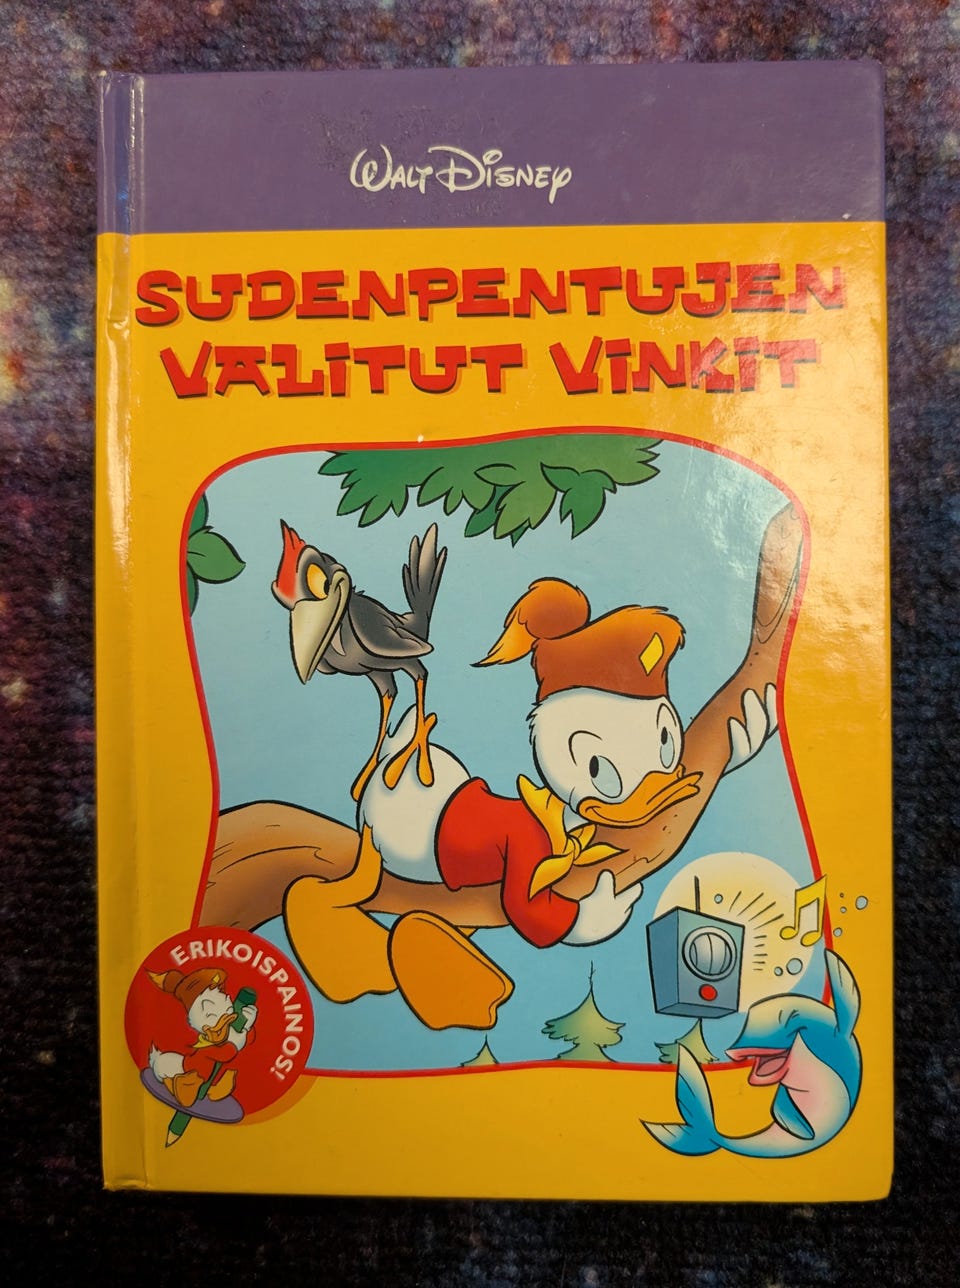 WALT DISNEY
SUDENPENTUJEN
VALITUT VINKIT
ERIKOISPAINOS!